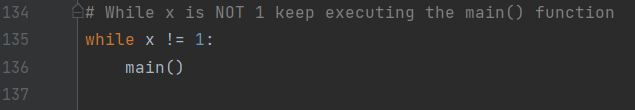 134 # While x is NOT 1 keep executing the main() function
135 while x != 1:
136     main()
137